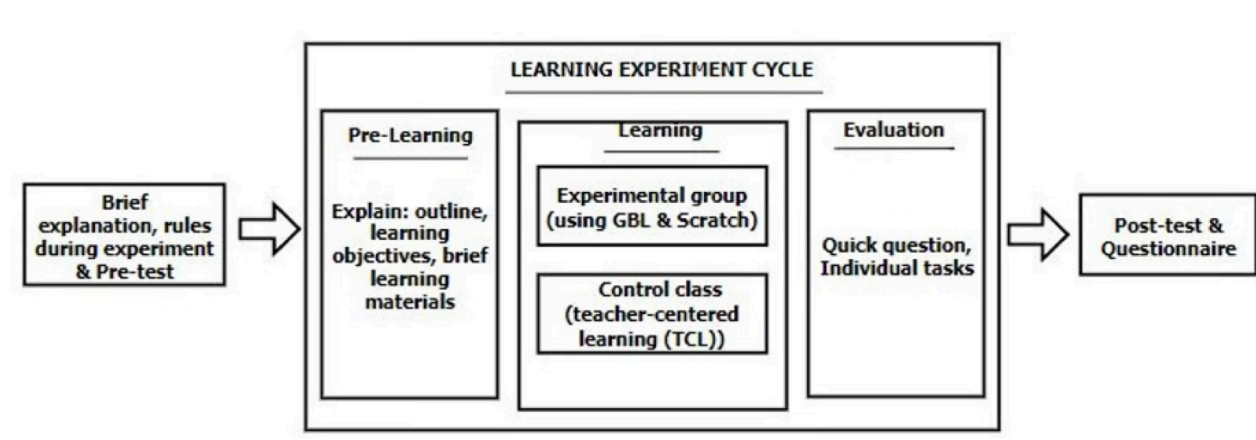 LEARNING EXPERIMENT CYCLE
Brief
explanation, rules
during experiment
& Pre-test
Pre-Learning
Explain: outline,
learning
objectives, brief
learning
materials
Learning
Experimental group
(using GBL & Scratch)
Control class
(teacher-centered
learning (TCL))
Evaluation
Quick question,
Individual tasks
Post-test &
Questionnaire